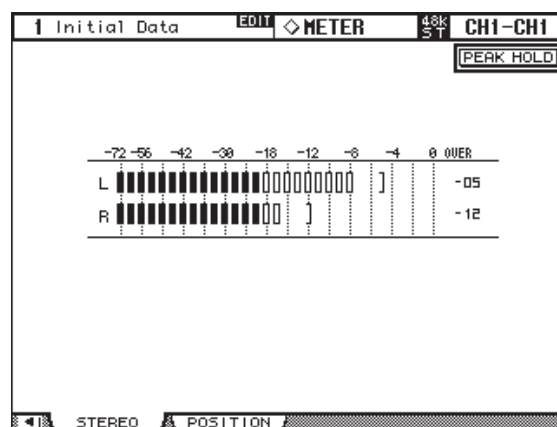 1 Initial Data EDIT ◇METER 48k ST CH1-CH1
PEAK HOLD
-72 -56 -42 -30 -18 -12 -8 -4 0 OVER
L -05
R -12
STEREO POSITION